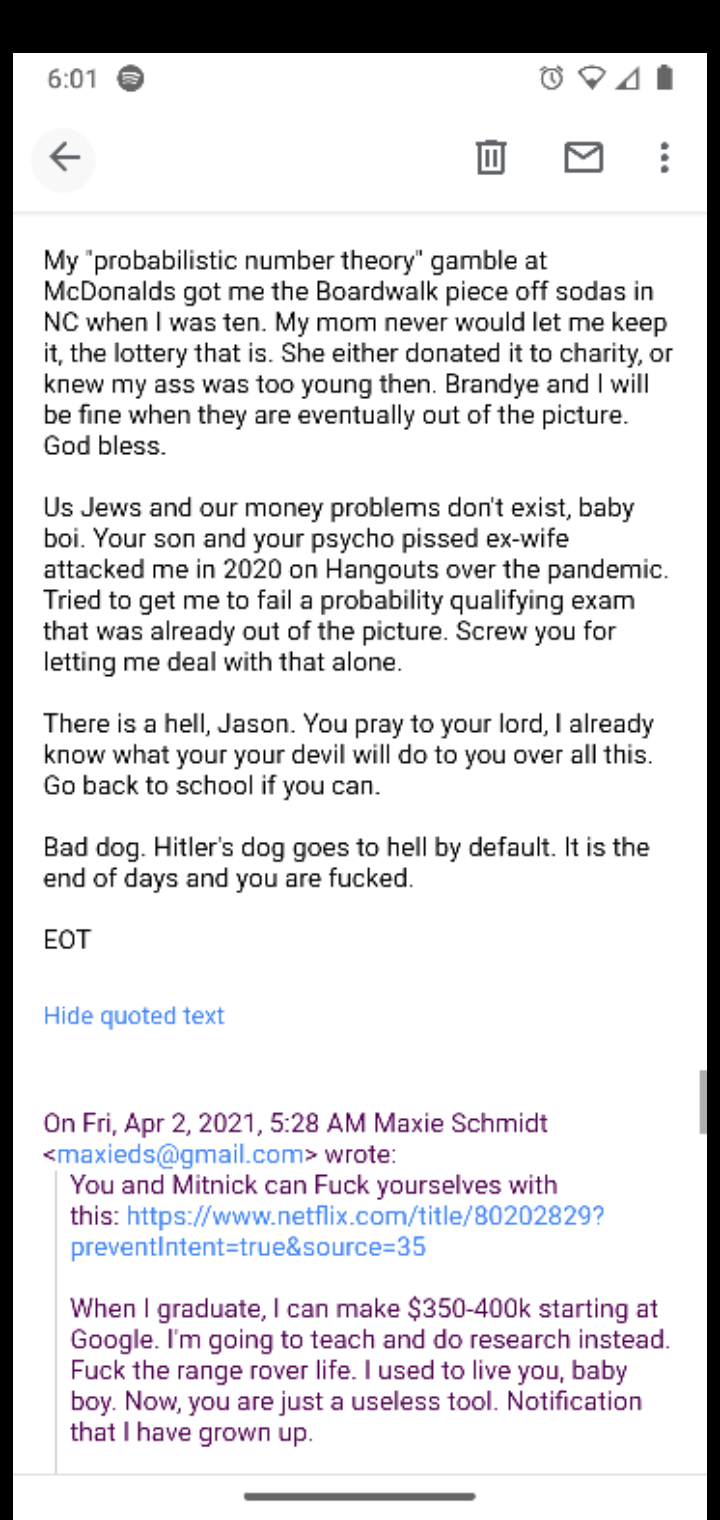 6:01
My "probabilistic number theory" gamble at
McDonalds got me the Boardwalk piece off sodas in
NC when I was ten. My mom never would let me keep
it, the lottery that is. She either donated it to charity, or
knew my ass was too young then. Brandye and I will
be fine when they are eventually out of the picture.
God bless.
Us Jews and our money problems don't exist, baby
boi. Your son and your psycho pissed ex-wife
attacked me in 2020 on Hangouts over the pandemic.
Tried to get me to fail a probability qualifying exam
that was already out of the picture. Screw you for
letting me deal with that alone.
There is a hell, Jason. You pray to your lord, I already
know what your your devil will do to you over all this.
Go back to school if you can.
Bad dog. Hitler's dog goes to hell by default. It is the
end of days and you are fucked.
EOT
Hide quoted text
On Fri, Apr 2, 2021, 5:28 AM Maxie Schmidt
<maxieds@gmail.com> wrote:
You and Mitnick can Fuck yourselves with
this: https://www.netflix.com/title/80202829?
preventIntent=true&source=35
When I graduate, I can make $350-400k starting at
Google. I'm going to teach and do research instead.
Fuck the range rover life. I used to live you, baby
boy. Now, you are just a useless tool. Notification
that I have grown up.